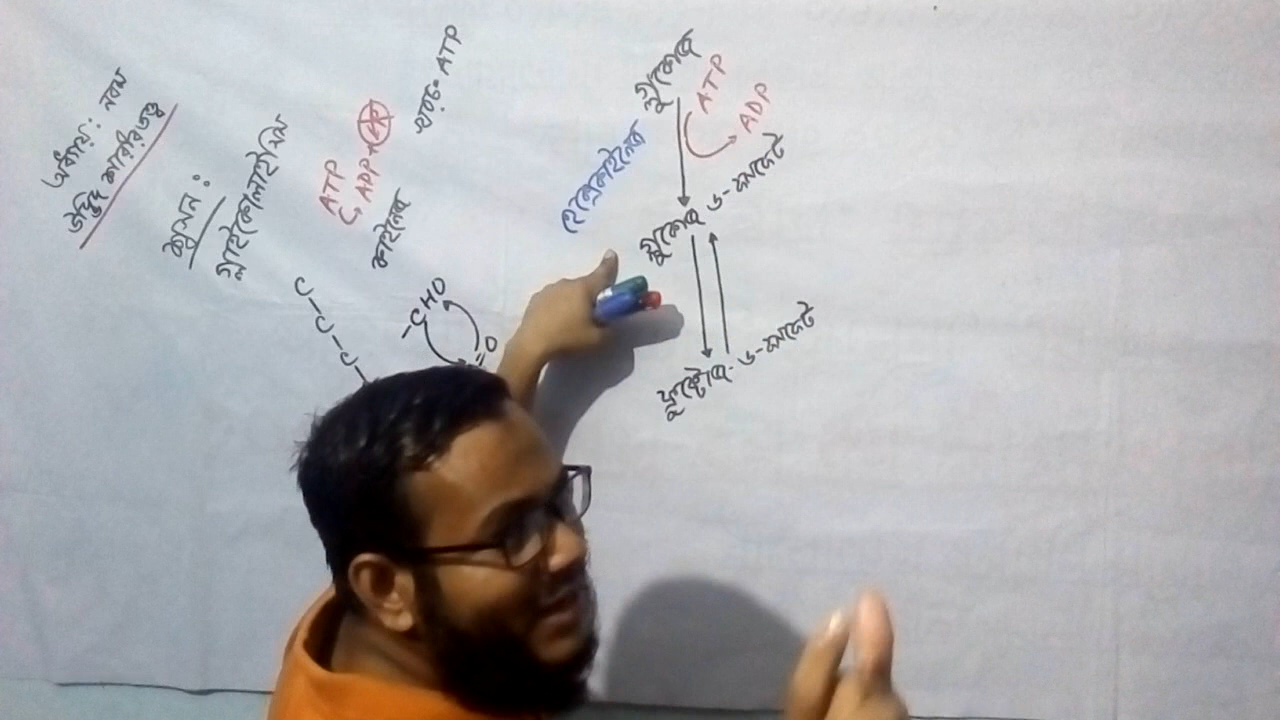 অধ্যায়: নবম
উদ্ভিদ শারীরতত্ত্ব
শ্বসন:
গ্লাইকোলাইসিস
ATP
ADP+
কাইনেজ
খরচ= ATP
C-C-C-
-CHO
=O
গ্লুকোজ
ATP
ADP
হেক্সোকাইনেজ
গ্লুকোজ ৬-ফসফেট
ফ্রুক্টোজ-৬-ফসফেট